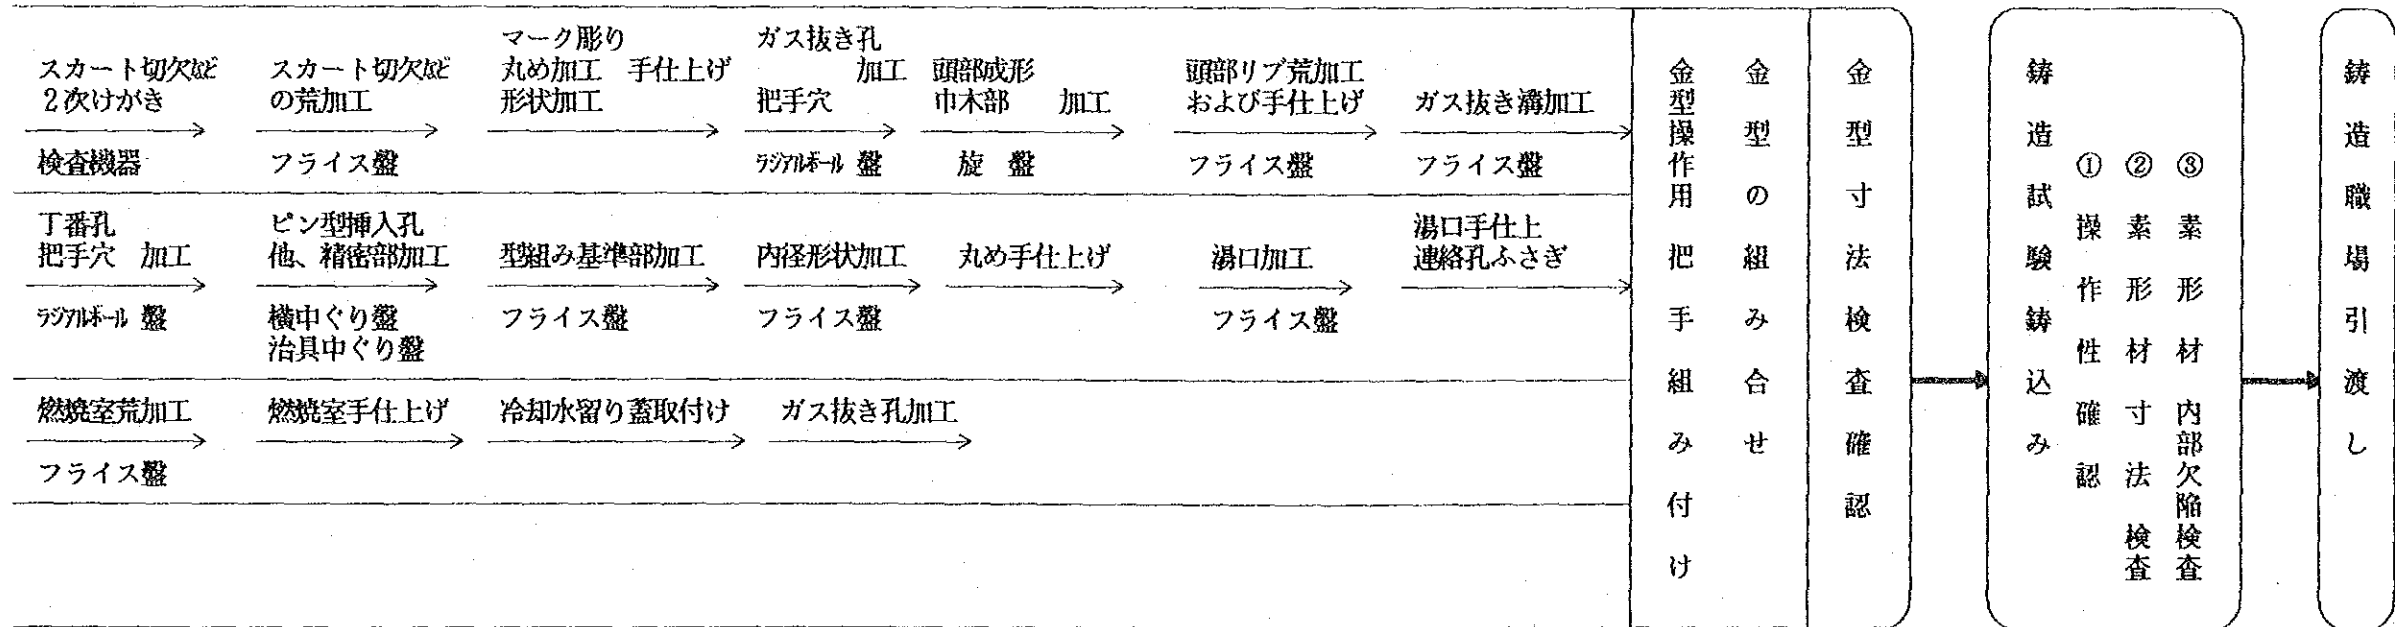 スカート切欠など
2次けがき
検査機器
スカート切欠など
の荒加工
フライス盤
マーク彫り
丸め加工 手仕上げ
形状加工
ガス抜き孔
加工
把手穴
ラジアルボール 盤
頭部成形
巾木部 加工
旋 盤
頭部リブ荒加工
および手仕上げ
フライス盤
ガス抜き溝加工
フライス盤
丁番孔
把手穴 加工
ラジアルボール 盤
ピン型挿入孔
他、精密部加工
横中ぐり盤
治具中ぐり盤
型組み基準部加工
フライス盤
内径形状加工
フライス盤
丸め手仕上げ
湯口加工
フライス盤
湯口手仕上
連絡孔ふさぎ
燃焼室荒加工
フライス盤
燃焼室手仕上げ
冷却水留り蓋取付け
ガス抜き孔加工
金型操作用把手組み付け
金型の組み合せ
金型寸法検査確認
鋳造試験鋳込み
①操作性確認
②素形材寸法検査
③素形材内部欠陥検査
鋳造職場引渡し